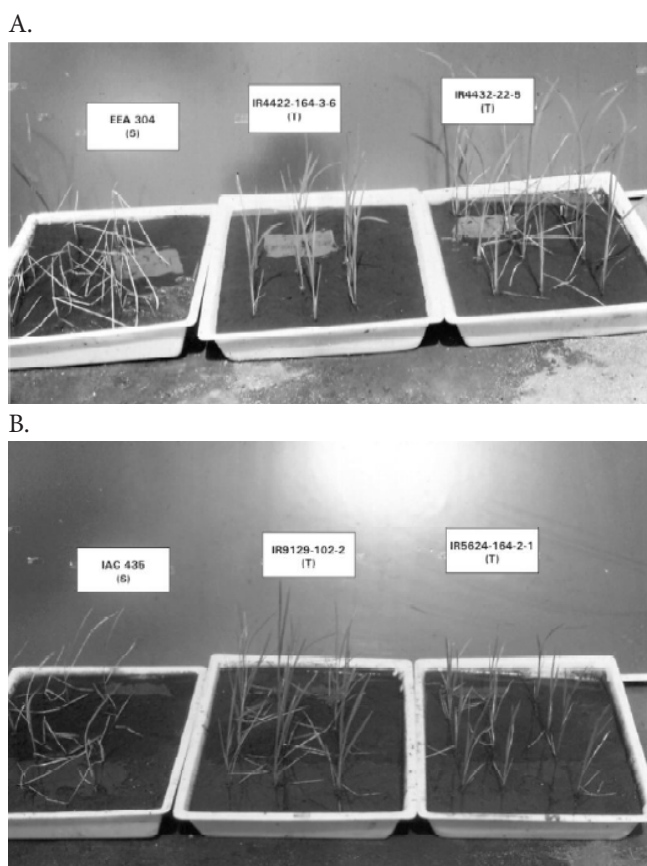 A.
EEA 304
(S)
IR4422-164-3-6
(T)
IR4432-22-5
(T)
B.
IAC 435
(S)
IR9129-102-2
(T)
IR5624-164-2-1
(T)